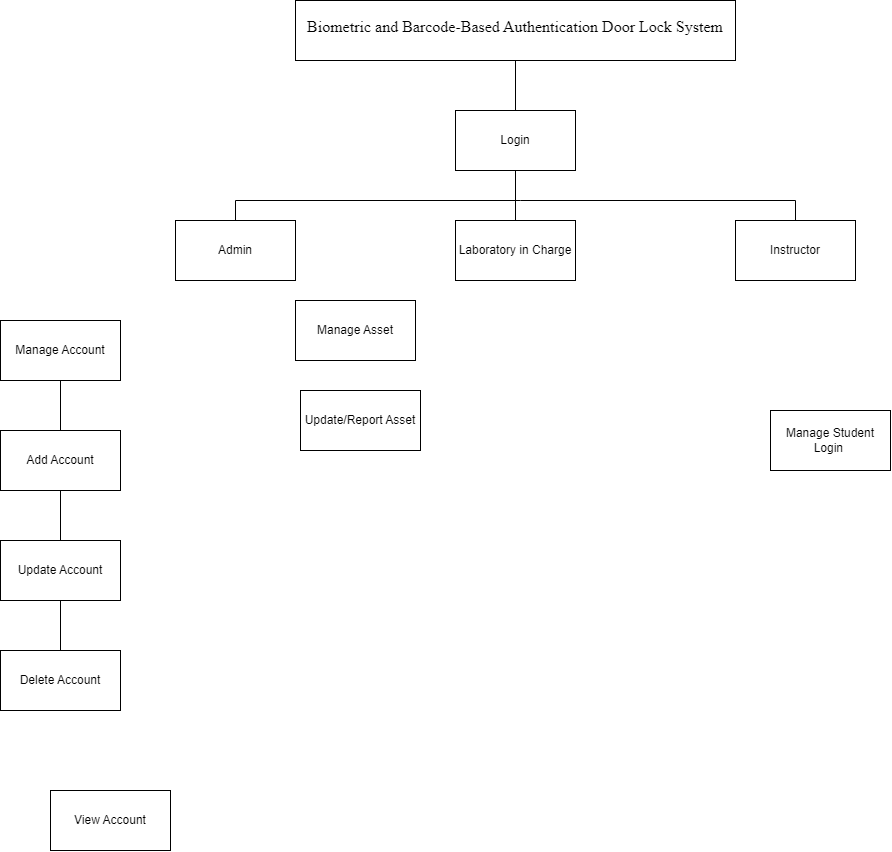 Biometric and Barcode-Based Authentication Door Lock System
Login
Admin
Laboratory in Charge
Instructor
Manage Asset
Manage Account
Update/Report Asset
Manage Student
Login
Add Account
Update Account
Delete Account
View Account